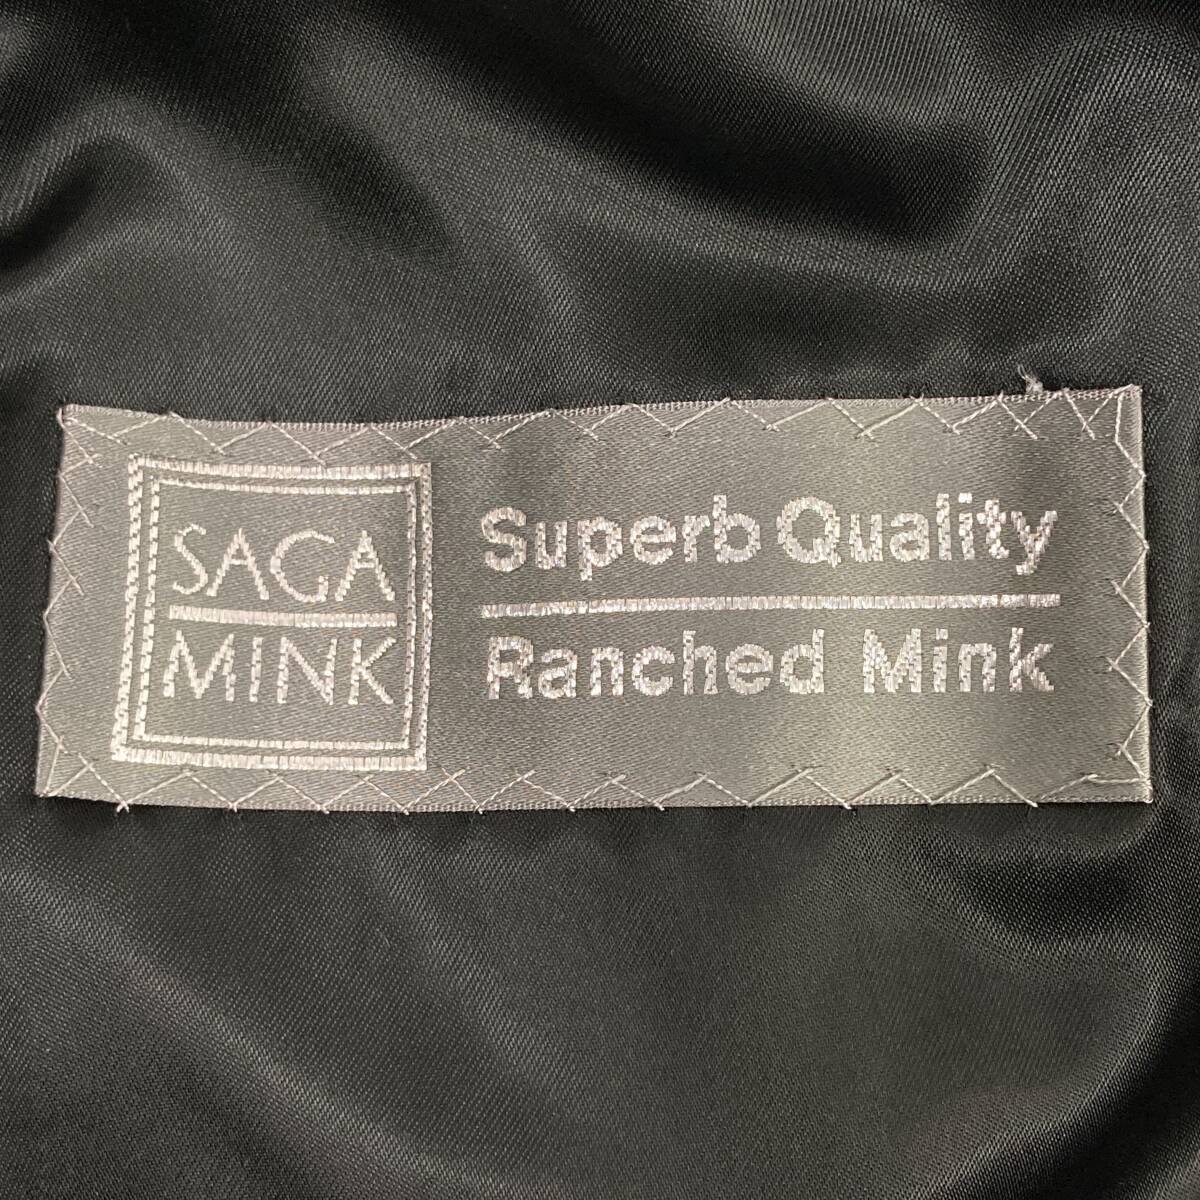 SAGA
MINK
Superb Quality
Ranched Mink